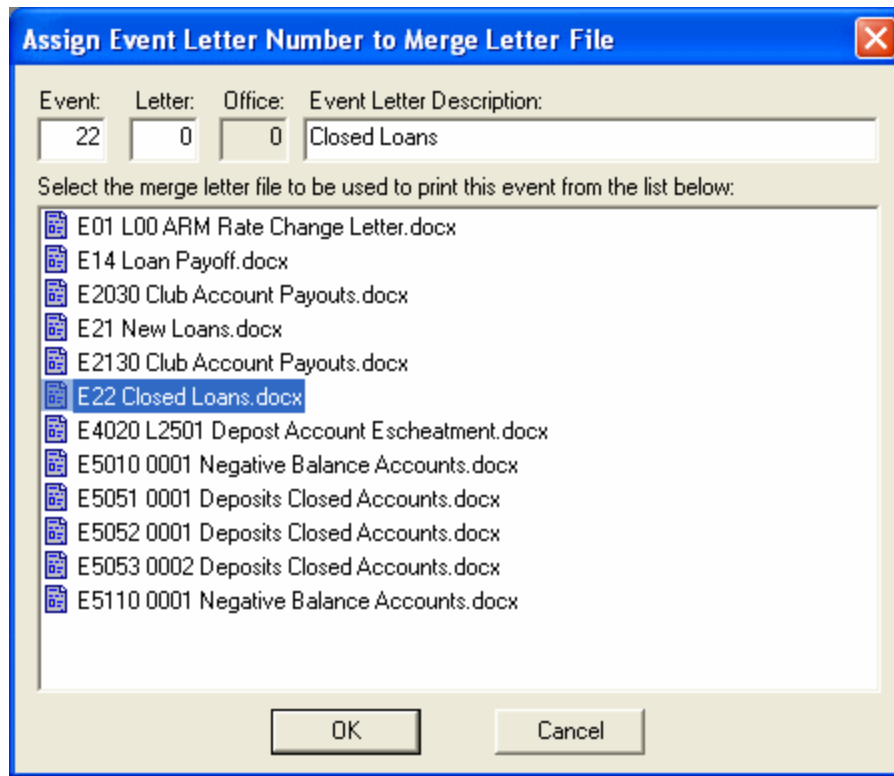 Assign Event Letter Number to Merge Letter File
Event: Letter: Office: Event Letter Description:
22 0 0 Closed Loans
Select the merge letter file to be used to print this event from the list below:
E01 L00 ARM Rate Change Letter.docx
E14 Loan Payoff.docx
E2030 Club Account Payouts.docx
E21 New Loans.docx
E2130 Club Account Payouts.docx
E22 Closed Loans.docx
E4020 L2501 Depost Account Escheatment.docx
E5010 0001 Negative Balance Accounts.docx
E5051 0001 Deposits Closed Accounts.docx
E5052 0001 Deposits Closed Accounts.docx
E5053 0002 Deposits Closed Accounts.docx
E5110 0001 Negative Balance Accounts.docx
OK Cancel